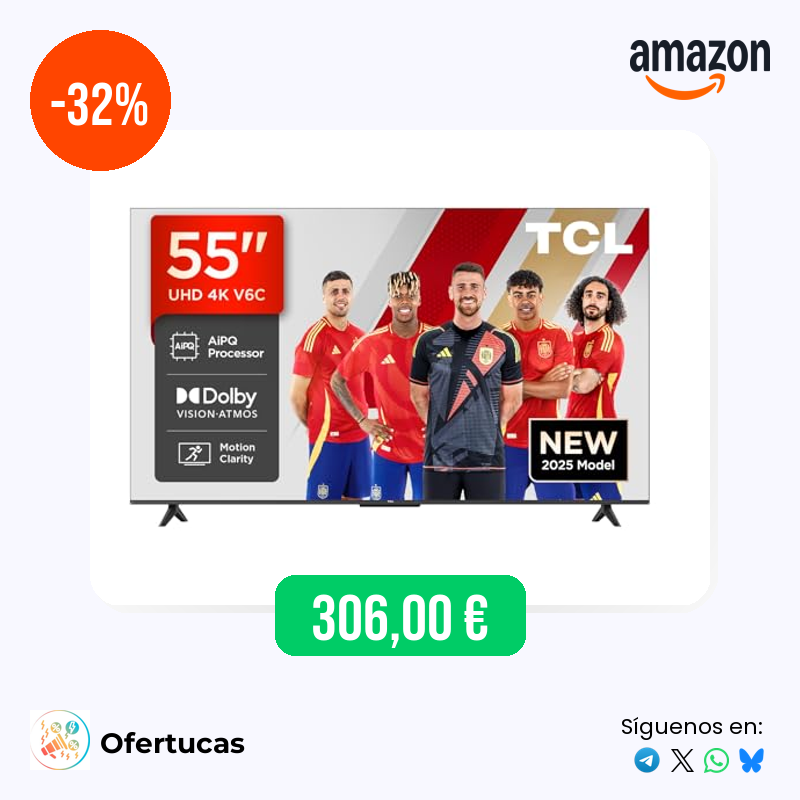 -32%
amazon
55"
UHD 4K V6C
TCL
AiPQ
AiPQ
Processor
Dolby
VISION·ATMOS
Motion
Clarity
NEW
2025 Model
306,00 €
Ofertucas
Síguenos en: